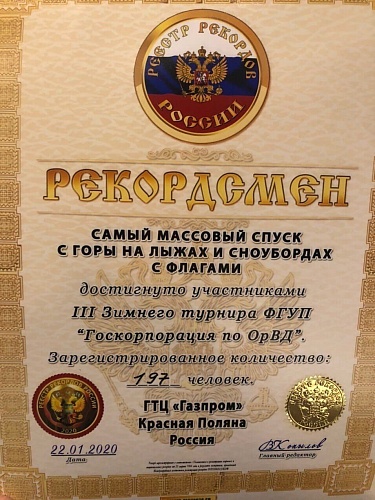 РЕЕСТР РЕКОРДОВ
РОССИИ
РЕКОРДСМЕН
САМЫЙ МАССОВЫЙ СПУСК
С ГОРЫ НА ЛЫЖАХ И СНОУБОРДАХ
С ФЛАГАМИ
достигнуто участниками
III Зимнего турнира ФГУП
“Госкорпорация по ОрВД”.
Зарегистрированное количество:
197 человек.
ГТЦ «Газпром»
Красная Поляна
Россия
22.01.2020
Дата.
Главный редактор.